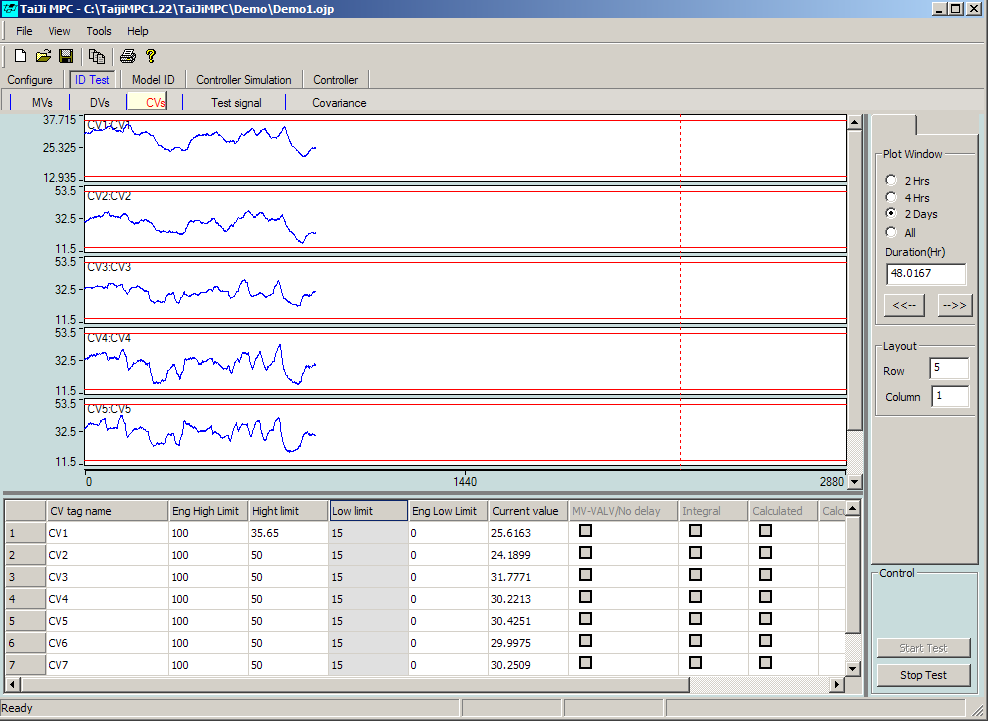 TaiJi MPC - C:\TaijiMPC1.22\TaiJiMPC\Demo\Demo1.ojp
File View Tools Help
Configure ID Test Model ID Controller Simulation Controller
MVs DVs CVs Test signal Covariance
37.715
CV1:CV1
25.325
12.935
53.5
CV2:CV2
32.5
11.5
53.5
CV3:CV3
32.5
11.5
53.5
CV4:CV4
32.5
11.5
53.5
CV5:CV5
32.5
11.5
0 1440 2880
Plot Window
2 Hrs
4 Hrs
2 Days
All
Duration(Hr)
48.0167
<<-- -->>
Layout
Row 5
Column 1
CV tag name Eng High Limit Hight limit Low limit Eng Low Limit Current value MV-VALV/No delay Integral Calculated
1 CV1 100 35.65 15 0 25.6163
2 CV2 100 50 15 0 24.1899
3 CV3 100 50 15 0 31.7771
4 CV4 100 50 15 0 30.2213
5 CV5 100 50 15 0 30.4251
6 CV6 100 50 15 0 29.9975
7 CV7 100 50 15 0 30.2509
Control
Start Test
Stop Test
Ready